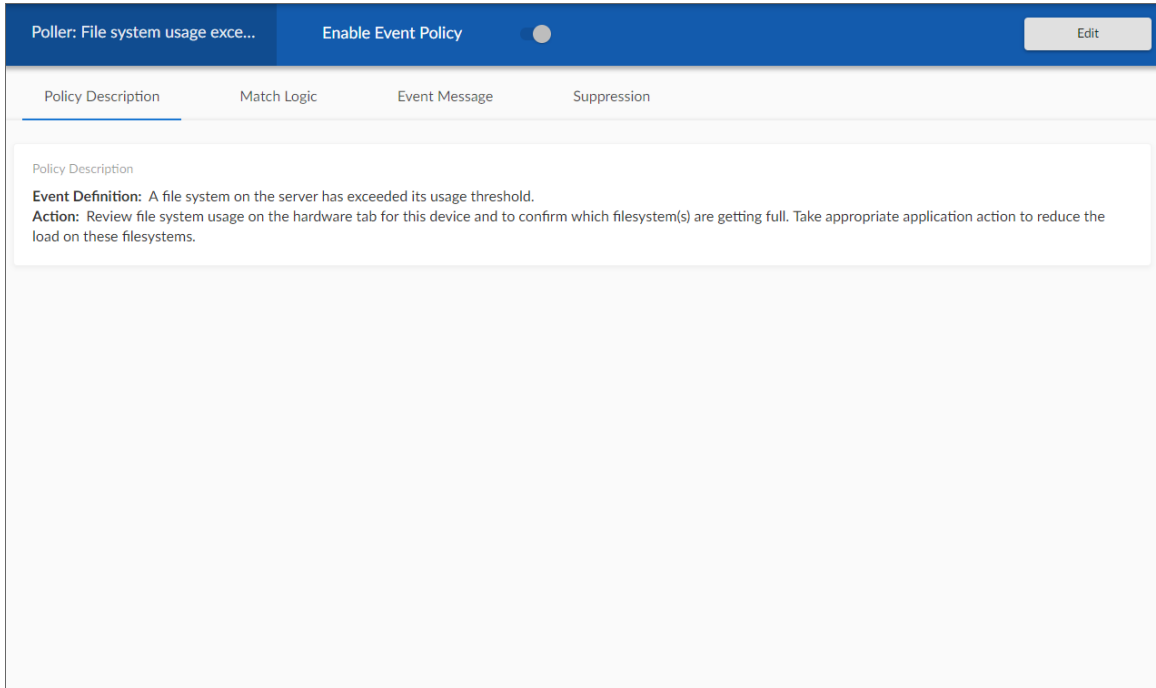 Poller: File system usage exce...
Enable Event Policy
Edit
Policy Description
Match Logic
Event Message
Suppression
Policy Description
Event Definition: A file system on the server has exceeded its usage threshold.
Action: Review file system usage on the hardware tab for this device and to confirm which filesystem(s) are getting full. Take appropriate application action to reduce the
load on these filesystems.